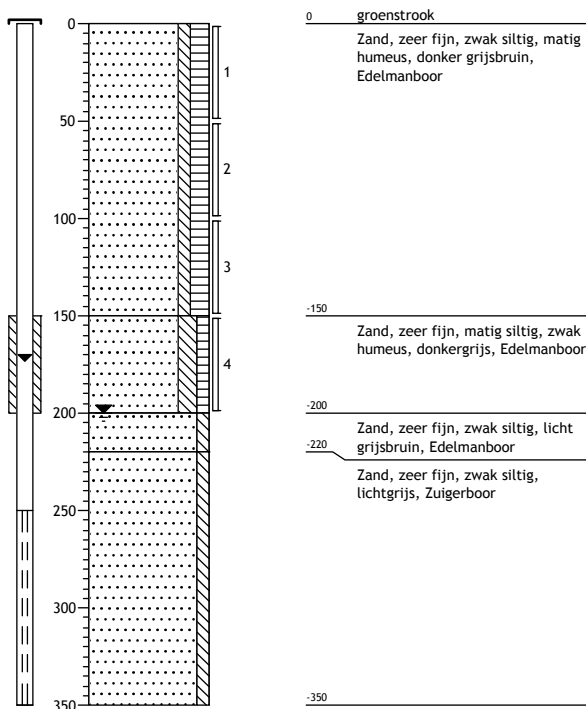 0
50
100
150
200
250
300
350
1
2
3
4
0 groenstrook
Zand, zeer fijn, zwak siltig, matig
humeus, donker grijsbruin,
Edelmanboor
-150
Zand, zeer fijn, matig siltig, zwak
humeus, donkergrijs, Edelmanboor
-200
Zand, zeer fijn, zwak siltig, licht
grijsbruin, Edelmanboor
-220
Zand, zeer fijn, zwak siltig,
lichtgrijs, Zuigerboor
-350